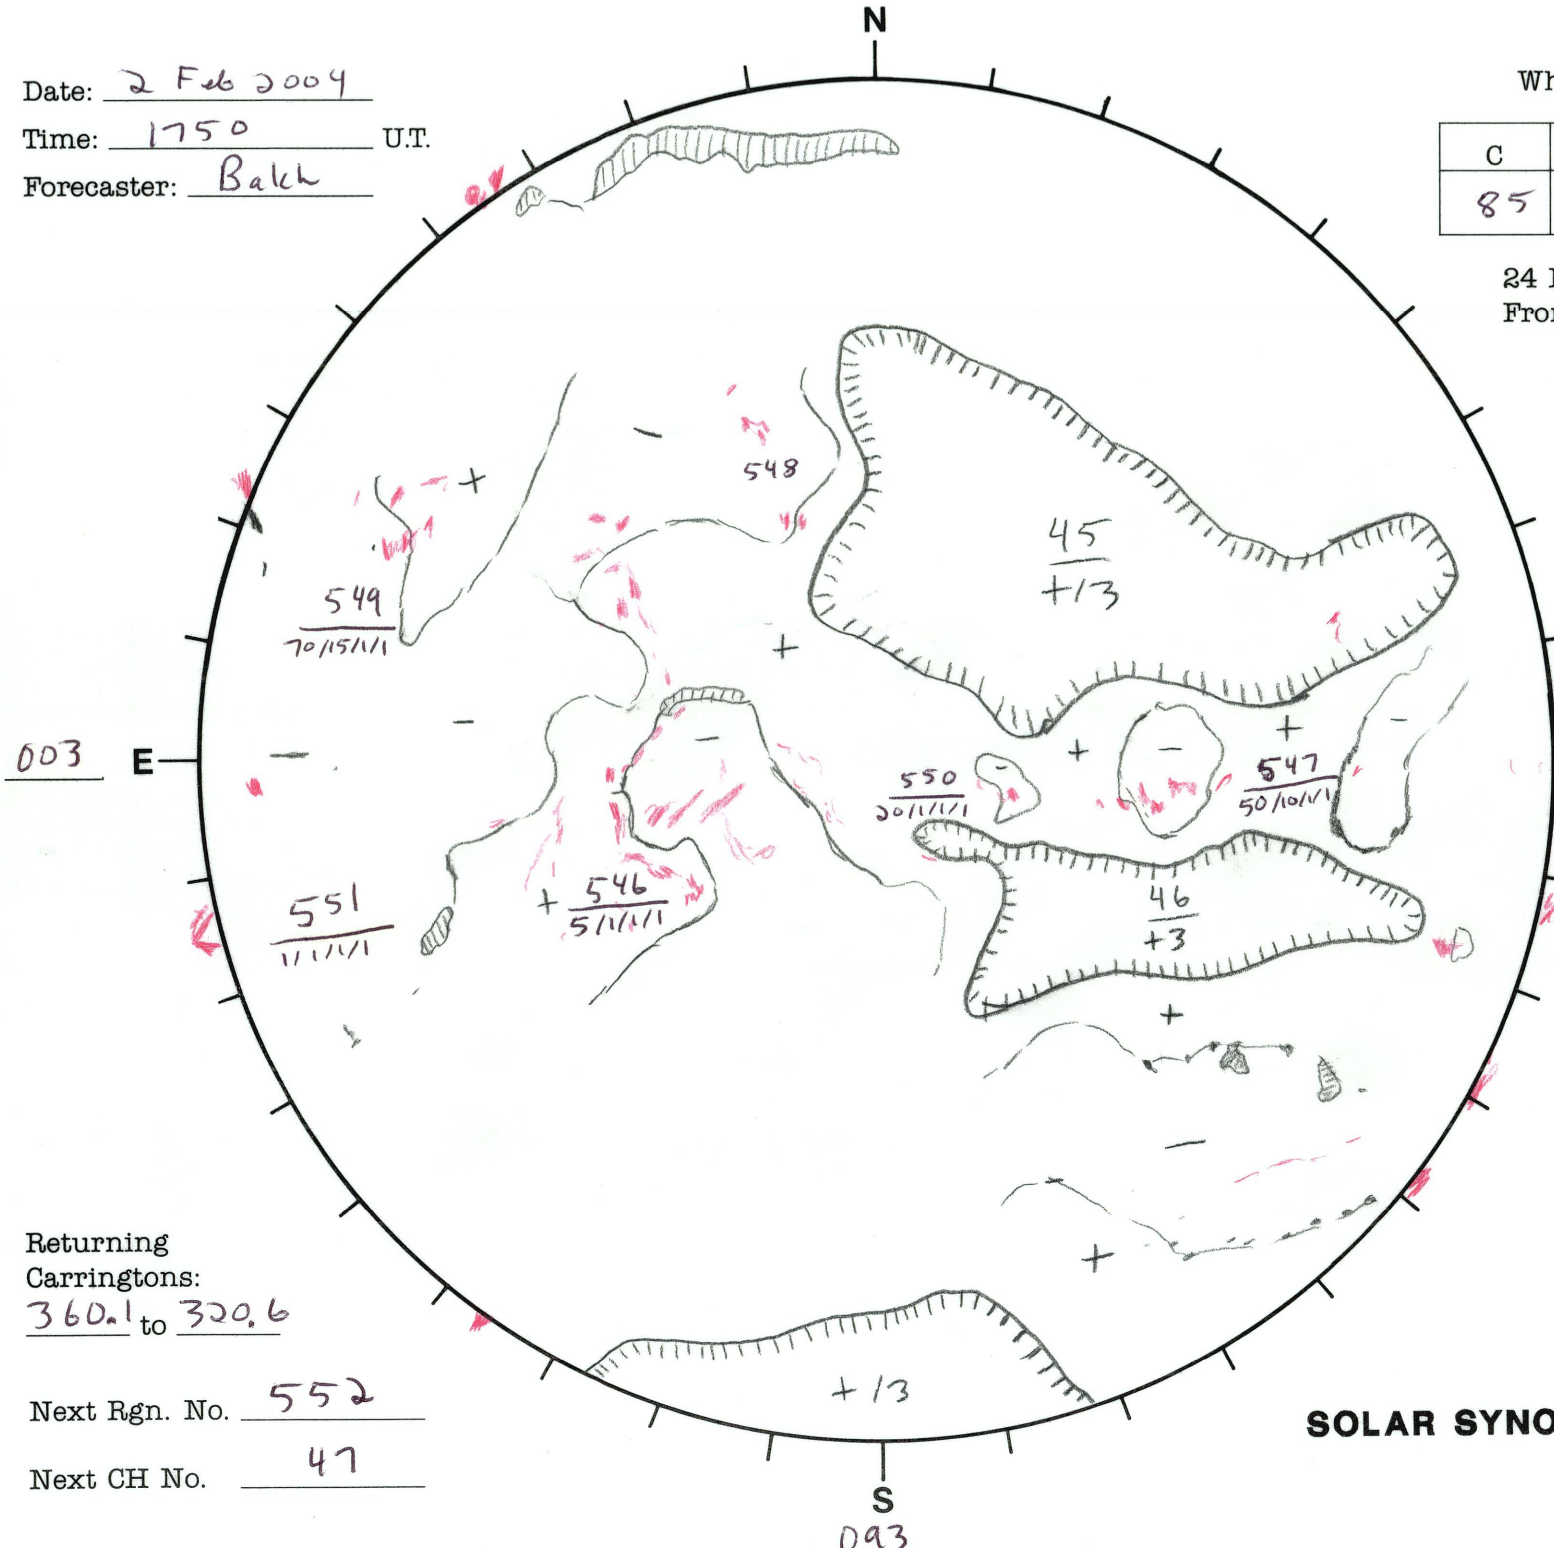 N
Date: 2 Feb 2004
Time: 1750 U.T.
Forecaster:
Wh
C
85
24
Fro
548
+
−
45
+13
549
70/15/1/1
+
−
−
+
+
−
−
003 E
550
20/1/1/1
547
50/10/1/1
−
551
1/1/1/1
+ 546
5/1/1/1
46
+3
+
−
+
Returning
Carringtons:
360.1 to 320.6
+13
Next Rgn. No. 552
Next CH No. 47
SOLAR SYNO
S
093